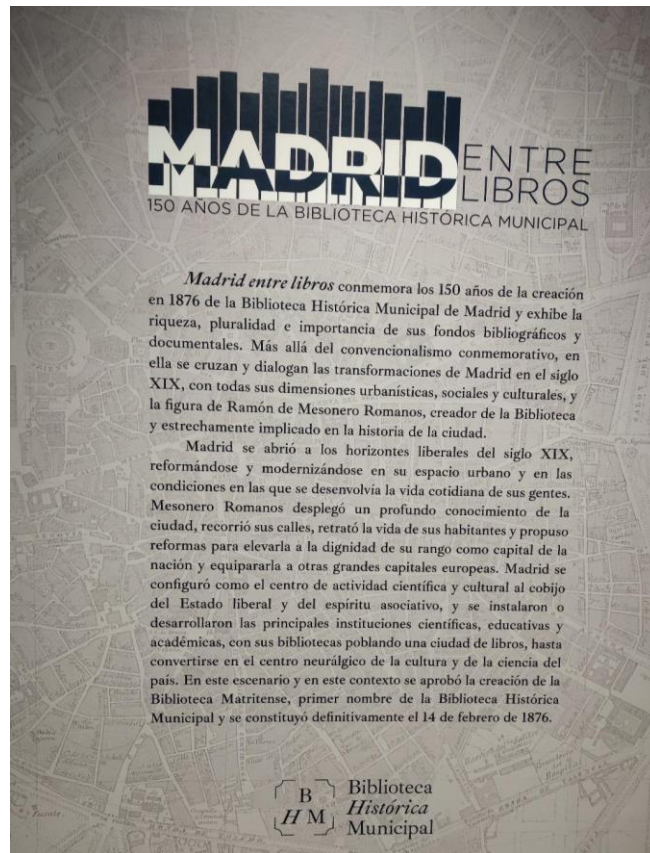 MADRID ENTRE
LIBROS
150 AÑOS DE LA BIBLIOTECA HISTÓRICA MUNICIPAL
Madrid entre libros conmemora los 150 años de la creación
en 1876 de la Biblioteca Histórica Municipal de Madrid y exhibe la
riqueza, pluralidad e importancia de sus fondos bibliográficos y
documentales. Más allá del convencionalismo conmemorativo, en
ella se cruzan y dialogan las transformaciones de Madrid en el siglo
XIX, con todas sus dimensiones urbanísticas, sociales y culturales, y
la figura de Ramón de Mesonero Romanos, creador de la Biblioteca
y estrechamente implicado en la historia de la ciudad.
Madrid se abrió a los horizontes liberales del siglo XIX,
reformándose y modernizándose en su espacio urbano y en las
condiciones en las que se desenvolvía la vida cotidiana de sus gentes.
Mesonero Romanos desplegó un profundo conocimiento de la
ciudad, recorrió sus calles, retrató la vida de sus habitantes y propuso
reformas para elevarla a la dignidad de su rango como capital de la
nación y equipararla a otras grandes capitales europeas. Madrid se
configuró como el centro de actividad científica y cultural al cobijo
del Estado liberal y del espíritu asociativo, y se instalaron o
desarrollaron las principales instituciones científicas, educativas y
académicas, con sus bibliotecas poblando una ciudad de libros, hasta
convertirse en el centro neurálgico de la cultura y de la ciencia del
país. En este escenario y en este contexto se aprobó la creación de la
Biblioteca Matritense, primer nombre de la Biblioteca Histórica
Municipal y se constituyó definitivamente el 14 de febrero de 1876.
B
H M
Biblioteca
Histórica
Municipal